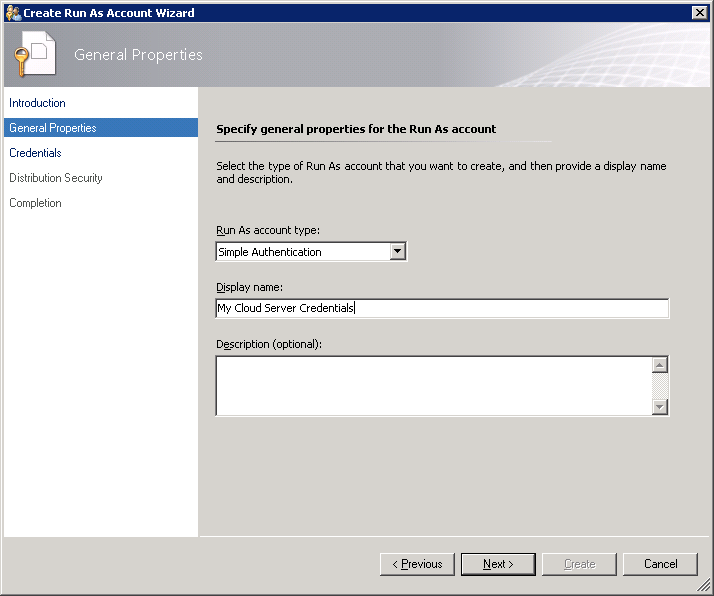 Create Run As Account Wizard
General Properties
Introduction
General Properties
Credentials
Distribution Security
Completion
Specify general properties for the Run As account
Select the type of Run As account that you want to create, and then provide a display name
and description.
Run As account type:
Simple Authentication
Display name:
My Cloud Server Credentials
Description (optional):
< Previous
Next >
Create
Cancel